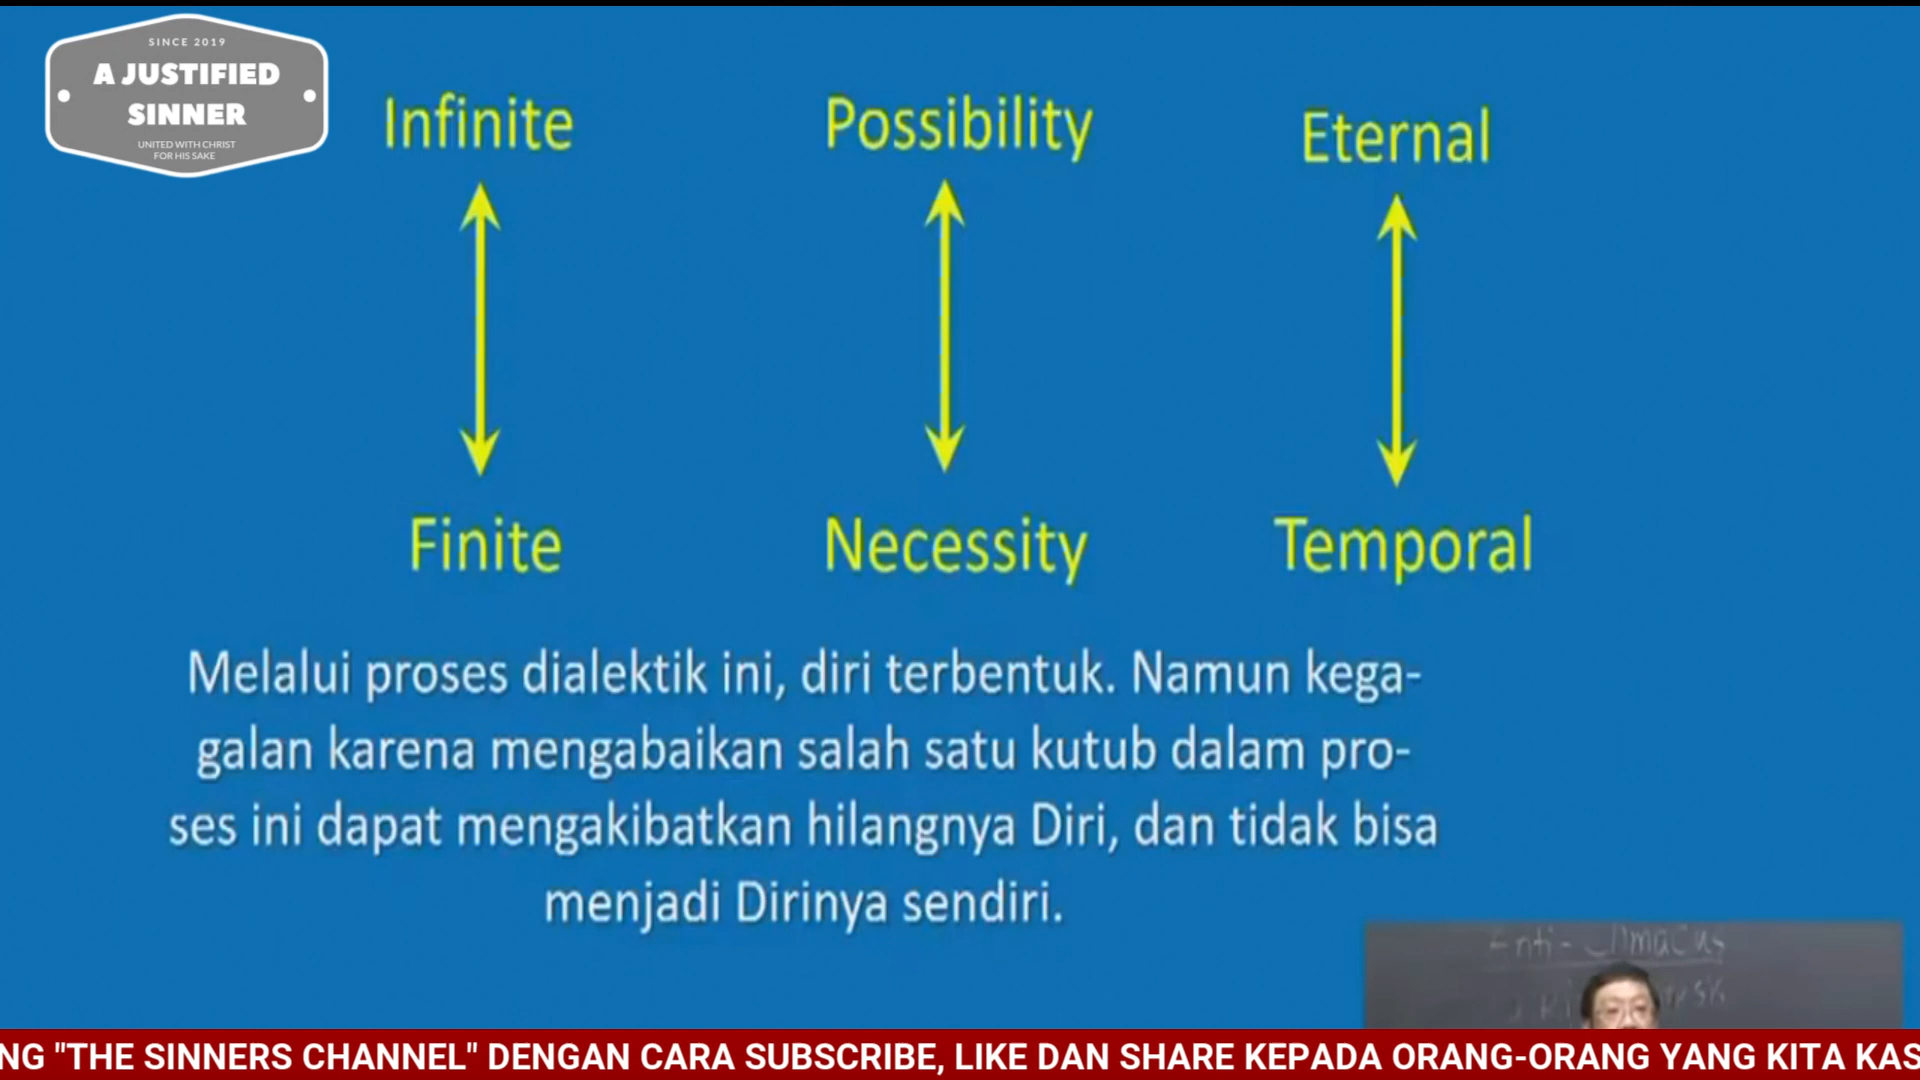 SINCE 2019
A JUSTIFIED
SINNER
UNITED WITH CHRIST
FOR HIS SAKE
Infinite
Possibility
Eternal
Finite
Necessity
Temporal
Melalui proses dialektik ini, diri terbentuk. Namun kega-
galan karena mengabaikan salah satu kutub dalam pro-
ses ini dapat mengakibatkan hilangnya Diri, dan tidak bisa
menjadi Dirinya sendiri.
Anti-Climacus
NG "THE SINNERS CHANNEL" DENGAN CARA SUBSCRIBE, LIKE DAN SHARE KEPADA ORANG-ORANG YANG KITA KAS